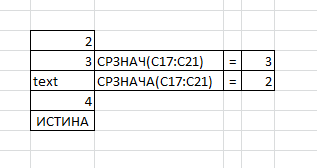 2
3 СРЗНАЧ(C17:C21) = 3
text СРЗНАЧА(C17:C21) = 2
4
ИСТИНА